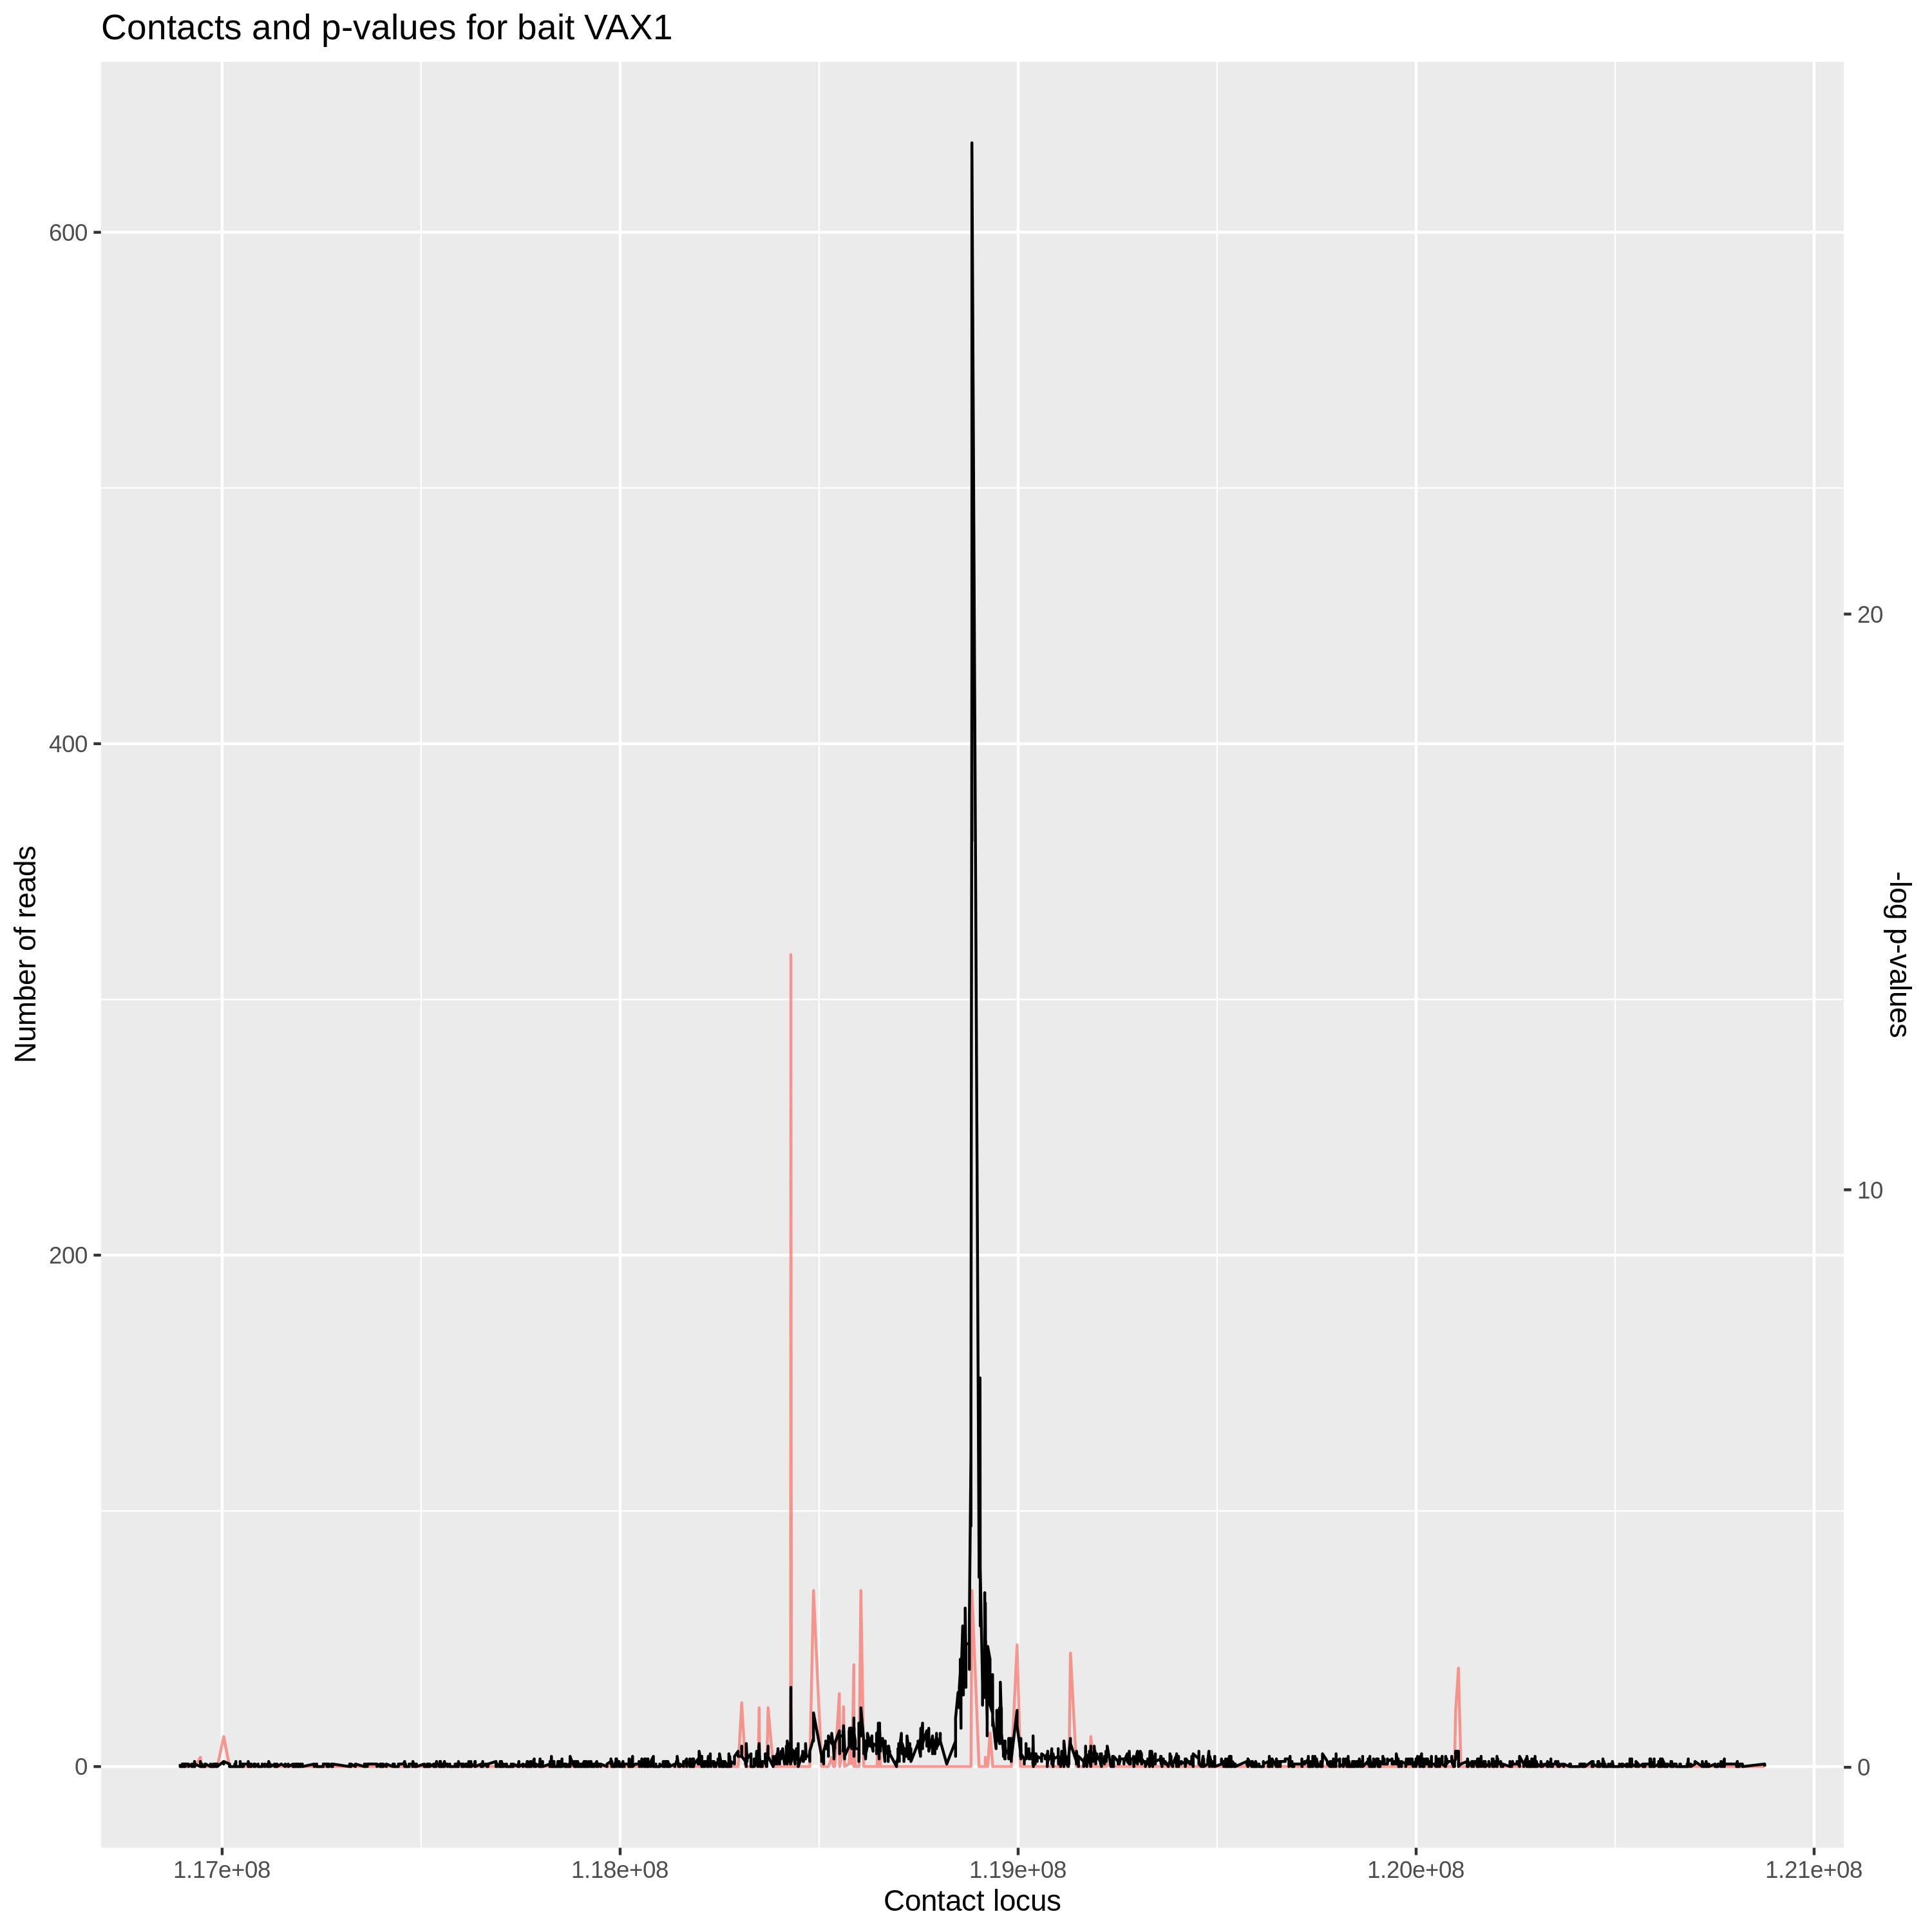 Contacts and p-values for bait VAX1
600
400
200
0
Number of reads
20
10
0
-log p-values
1.17e+08 1.18e+08 1.19e+08 1.20e+08 1.21e+08
Contact locus